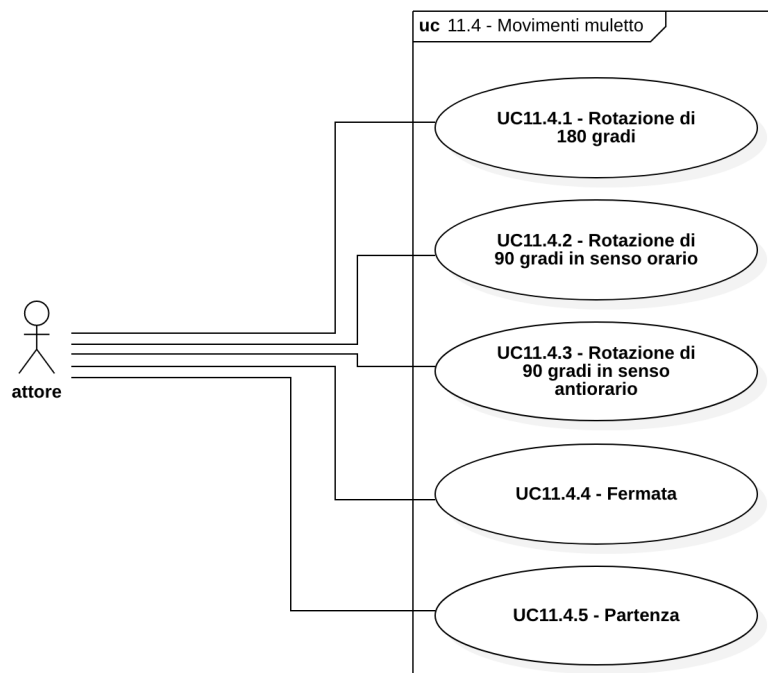 uc 11.4 - Movimenti muletto
UC11.4.1 - Rotazione di
180 gradi
UC11.4.2 - Rotazione di
90 gradi in senso orario
UC11.4.3 - Rotazione di
90 gradi in senso
antiorario
attore
UC11.4.4 - Fermata
UC11.4.5 - Partenza